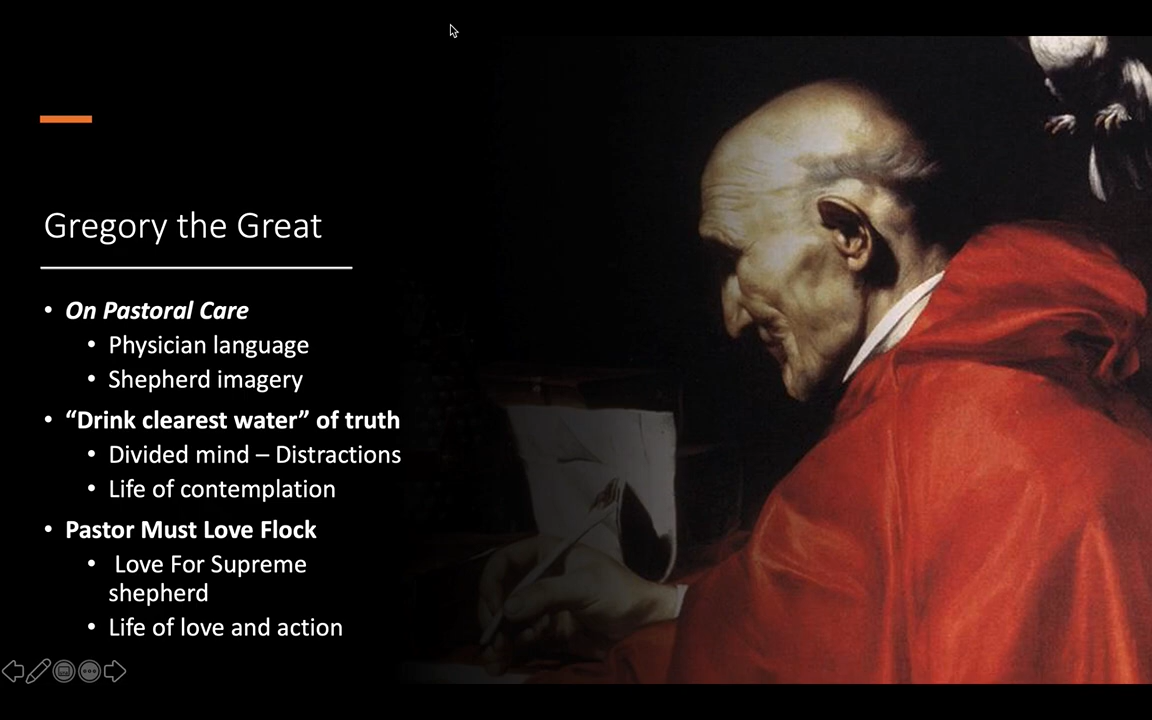 Gregory the Great
• On Pastoral Care
• Physician language
• Shepherd imagery
• “Drink clearest water” of truth
• Divided mind – Distractions
• Life of contemplation
• Pastor Must Love Flock
• Love For Supreme
shepherd
• Life of love and action